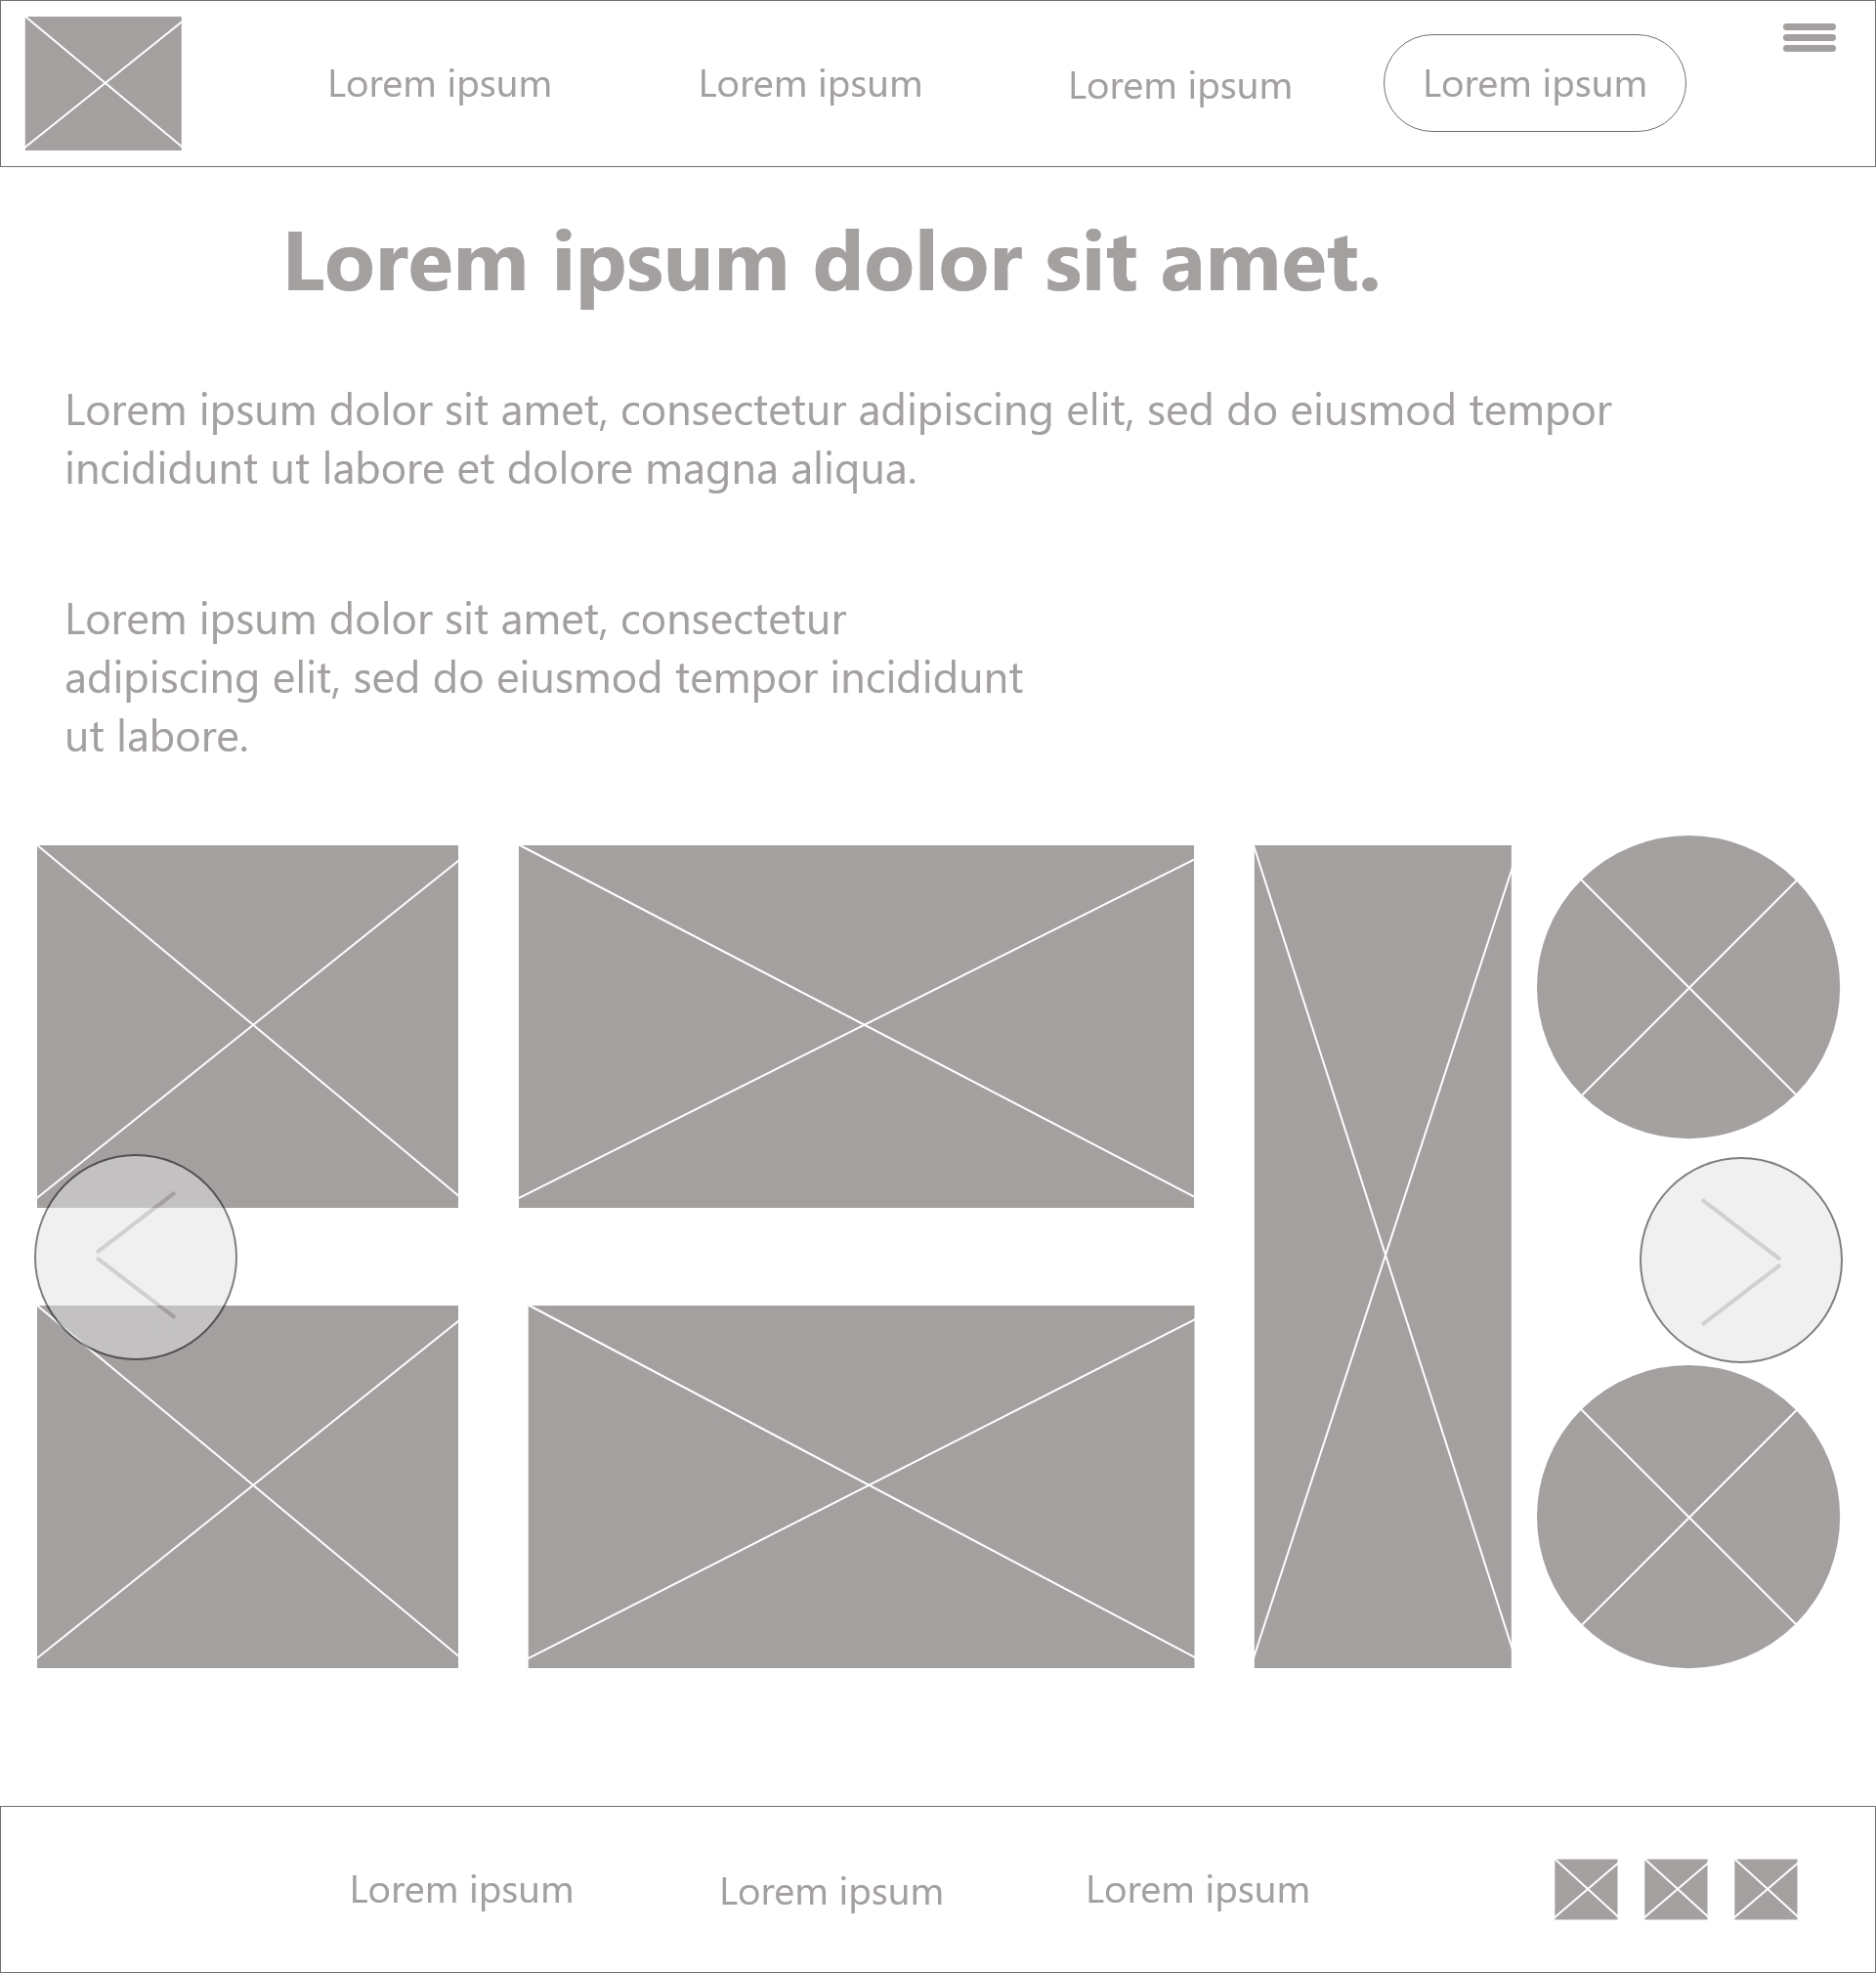 Lorem ipsum
Lorem ipsum
Lorem ipsum
Lorem ipsum
Lorem ipsum dolor sit amet.
Lorem ipsum dolor sit amet, consectetur adipiscing elit, sed do eiusmod tempor
incididunt ut labore et dolore magna aliqua.
Lorem ipsum dolor sit amet, consectetur
adipiscing elit, sed do eiusmod tempor incididunt
ut labore.
Lorem ipsum
Lorem ipsum
Lorem ipsum